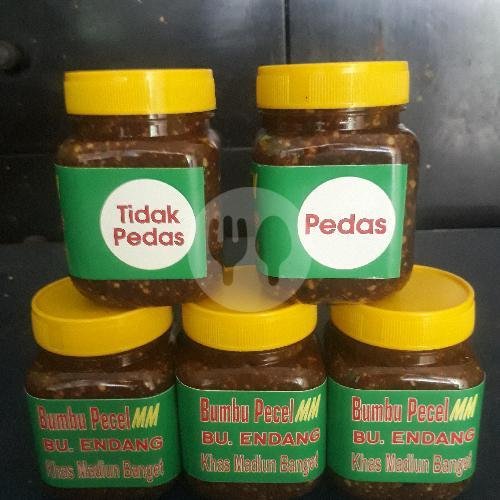 Tidak
Pedas
Pedas
Bumbu Pecel MM
BU. ENDANG
Khas Madiun Banget
Bumbu Pecel MM
BU. ENDANG
Khas Madiun Banget
Bumbu Pecel MM
BU. ENDANG
Khas Madiun Banget